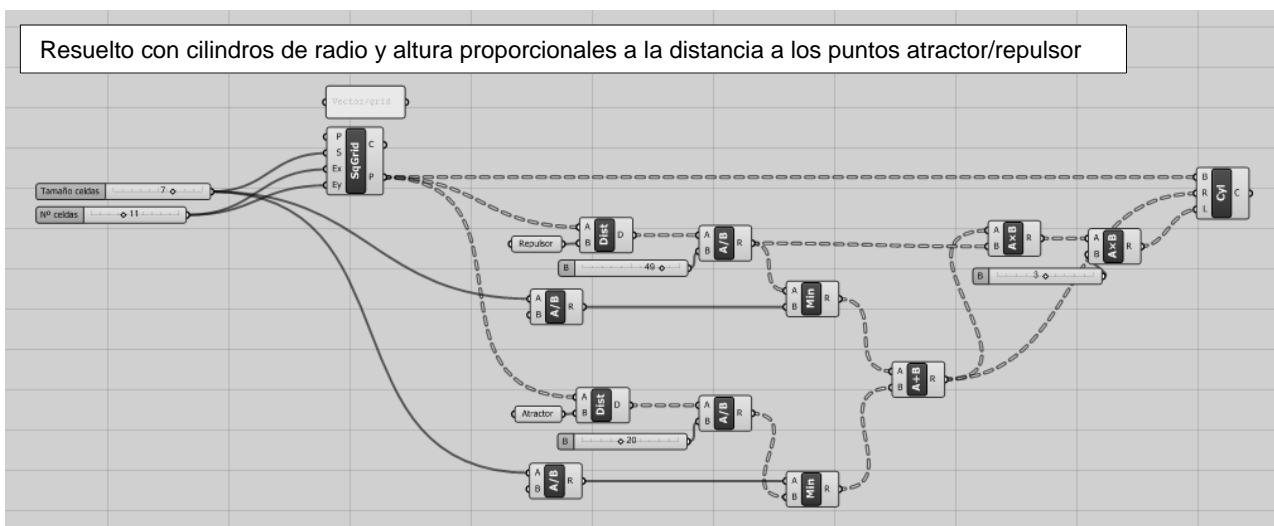 Resuelto con cilindros de radio y altura proporcionales a la distancia a los puntos atractor/repulsor
Vector/grid
P
S
Ex
Ey
SqGrid
C
P
Tamaño celdas 7
Nº celdas 11
B
R
L
Cyl
C
Repulsor
A
B
Dist
D
A
B
A/B
R
B 49
A
B
A×B
R
A
B
A×B
R
B 3
A
B
A/B
R
A
B
Min
R
A
B
A+B
R
Atractor
A
B
Dist
D
A
B
A/B
R
B 20
A
B
A/B
R
A
B
Min
R